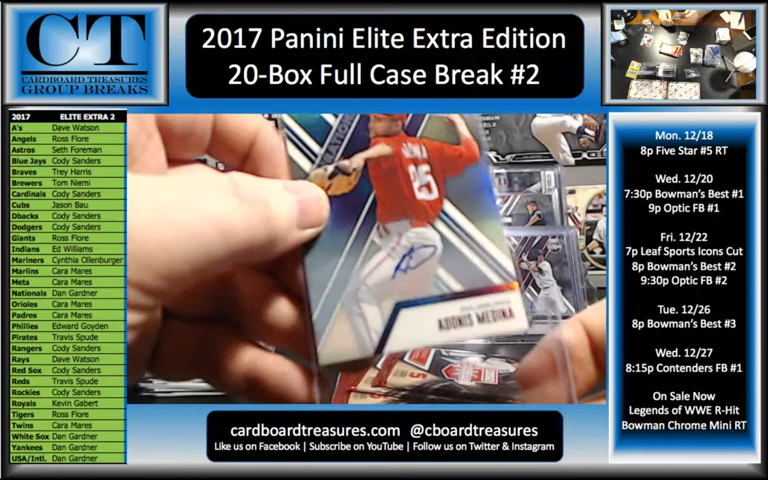 CT
CARDBOARD TREASURES
GROUP BREAKS
2017 Panini Elite Extra Edition
20-Box Full Case Break #2
2017 ELITE EXTRA 2
A's Dave Watson
Angels Ross Flore
Astros Seth Foreman
Blue Jays Cody Sanders
Braves Trey Harris
Brewers Tom Niemi
Cardinals Cody Sanders
Cubs Jason Bau
Dbacks Cody Sanders
Dodgers Cody Sanders
Giants Ross Flore
Indians Ed Williams
Mariners Cynthia Ollenburger
Marlins Cara Mares
Mets Cara Mares
Nationals Dan Gardner
Orioles Cara Mares
Padres Cara Mares
Phillies Edward Goyden
Pirates Travis Spude
Rangers Cody Sanders
Rays Dave Watson
Red Sox Cody Sanders
Reds Travis Spude
Rockies Cody Sanders
Royals Kevin Gabert
Tigers Ross Flore
Twins Cara Mares
White Sox Dan Gardner
Yankees Dan Gardner
USA/Intl. Dan Gardner
ADONIS MEDINA
Mon. 12/18
8p Five Star #5 RT
Wed. 12/20
7:30p Bowman's Best #1
9p Optic FB #1
Fri. 12/22
7p Leaf Sports Icons Cut
8p Bowman's Best #2
9:30p Optic FB #2
Tue. 12/26
8p Bowman's Best #3
Wed. 12/27
8:15p Contenders FB #1
On Sale Now
Legends of WWE R-Hit
Bowman Chrome Mini RT
cardboardtreasures.com @cboardtreasures
Like us on Facebook | Subscribe on YouTube | Follow us on Twitter & Instagram